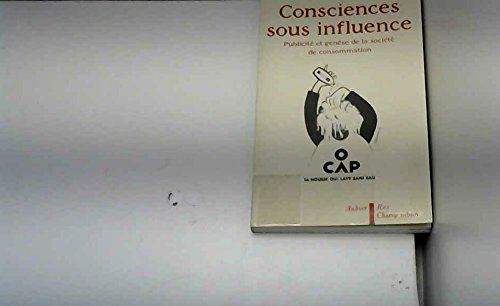 Consciences
sous influence
Publicité et genèse de la société
de consommation
O
CAP
LA MOUSSE QUI LAVE SANS EAU
Aubier Res
Champ urbain